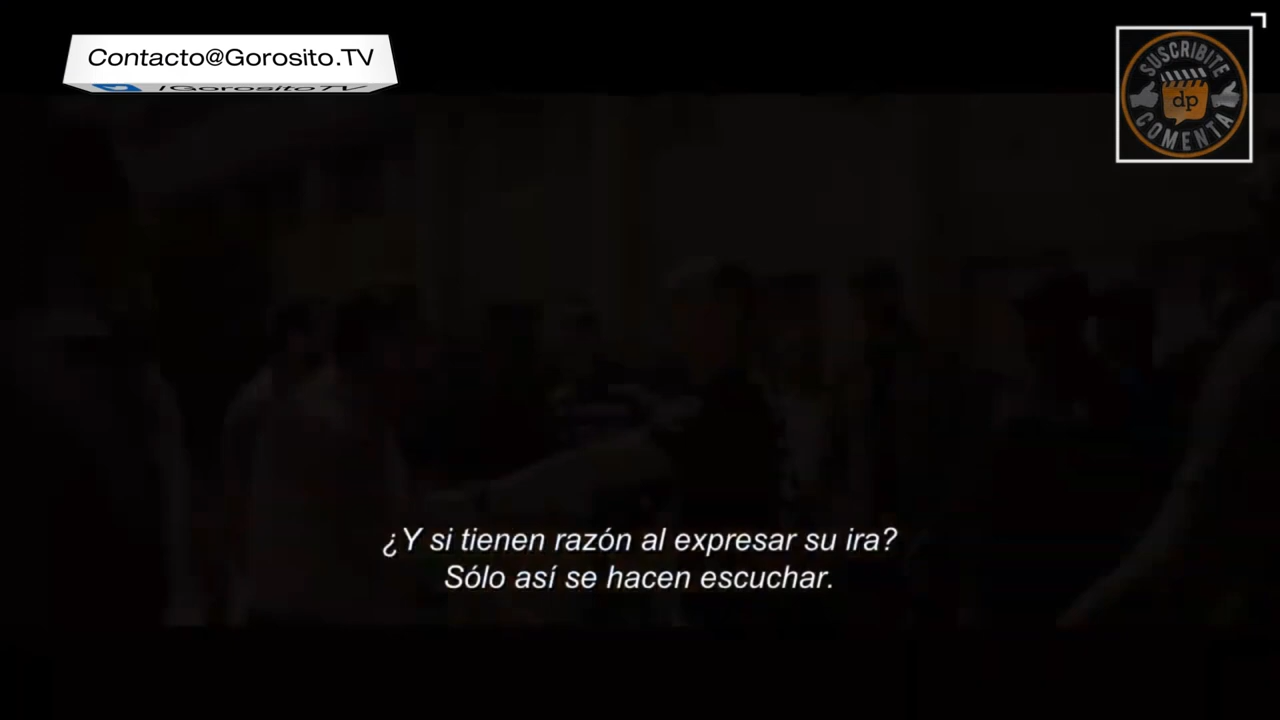 Contacto@Gorosito.TV
/GorositoTV
SUSCRIBITE
dp
COMENTA
¿Y si tienen razón al expresar su ira?
Sólo así se hacen escuchar.